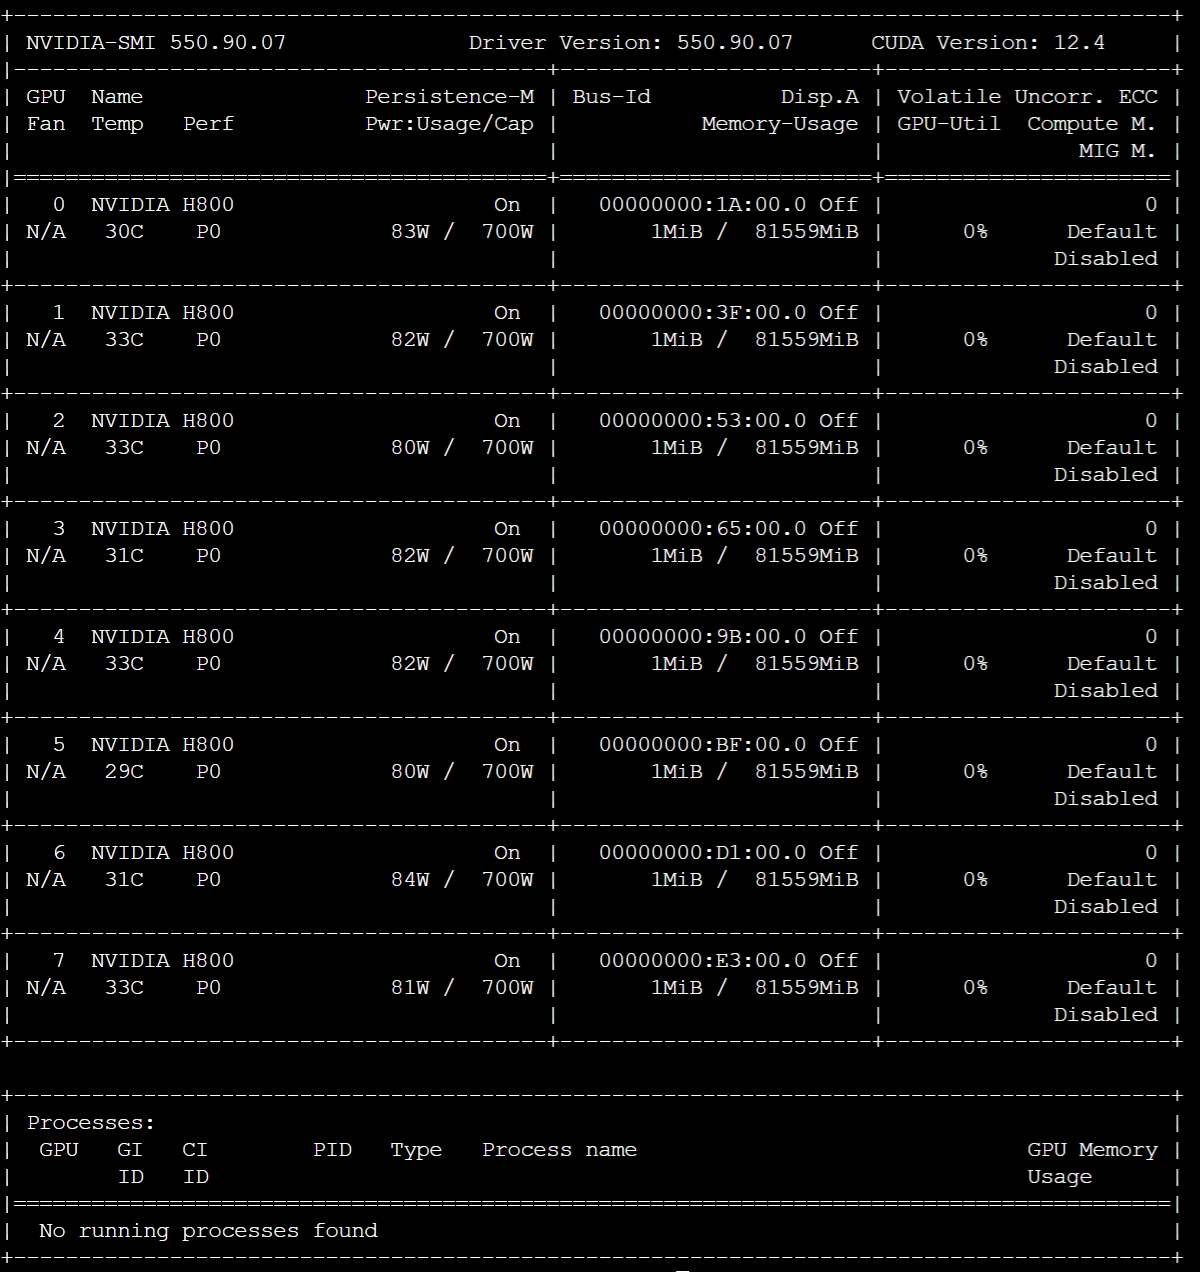 +-----------------------------------------------------------------------------------------+
| NVIDIA-SMI 550.90.07              Driver Version: 550.90.07      CUDA Version: 12.4     |
|-----------------------------------------+------------------------+----------------------+
| GPU  Name                 Persistence-M | Bus-Id          Disp.A | Volatile Uncorr. ECC |
| Fan  Temp   Perf          Pwr:Usage/Cap |           Memory-Usage | GPU-Util  Compute M. |
|                                         |                        |               MIG M. |
|=========================================+========================+======================|
|   0  NVIDIA H800                    On  |   00000000:1A:00.0 Off |                    0 |
| N/A   30C    P0             83W /  700W |       1MiB /  81559MiB |      0%      Default |
|                                         |                        |             Disabled |
+-----------------------------------------+------------------------+----------------------+
|   1  NVIDIA H800                    On  |   00000000:3F:00.0 Off |                    0 |
| N/A   33C    P0             82W /  700W |       1MiB /  81559MiB |      0%      Default |
|                                         |                        |             Disabled |
+-----------------------------------------+------------------------+----------------------+
|   2  NVIDIA H800                    On  |   00000000:53:00.0 Off |                    0 |
| N/A   33C    P0             80W /  700W |       1MiB /  81559MiB |      0%      Default |
|                                         |                        |             Disabled |
+-----------------------------------------+------------------------+----------------------+
|   3  NVIDIA H800                    On  |   00000000:65:00.0 Off |                    0 |
| N/A   31C    P0             82W /  700W |       1MiB /  81559MiB |      0%      Default |
|                                         |                        |             Disabled |
+-----------------------------------------+------------------------+----------------------+
|   4  NVIDIA H800                    On  |   00000000:9B:00.0 Off |                    0 |
| N/A   33C    P0             82W /  700W |       1MiB /  81559MiB |      0%      Default |
|                                         |                        |             Disabled |
+-----------------------------------------+------------------------+----------------------+
|   5  NVIDIA H800                    On  |   00000000:BF:00.0 Off |                    0 |
| N/A   29C    P0             80W /  700W |       1MiB /  81559MiB |      0%      Default |
|                                         |                        |             Disabled |
+-----------------------------------------+------------------------+----------------------+
|   6  NVIDIA H800                    On  |   00000000:D1:00.0 Off |                    0 |
| N/A   31C    P0             84W /  700W |       1MiB /  81559MiB |      0%      Default |
|                                         |                        |             Disabled |
+-----------------------------------------+------------------------+----------------------+
|   7  NVIDIA H800                    On  |   00000000:E3:00.0 Off |                    0 |
| N/A   33C    P0             81W /  700W |       1MiB /  81559MiB |      0%      Default |
|                                         |                        |             Disabled |
+-----------------------------------------+------------------------+----------------------+

+-----------------------------------------------------------------------------------------+
| Processes:                                                                              |
|  GPU   GI   CI        PID   Type   Process name                              GPU Memory |
|        ID   ID                                                               Usage      |
|=========================================================================================|
|  No running processes found                                                             |
+-----------------------------------------------------------------------------------------+